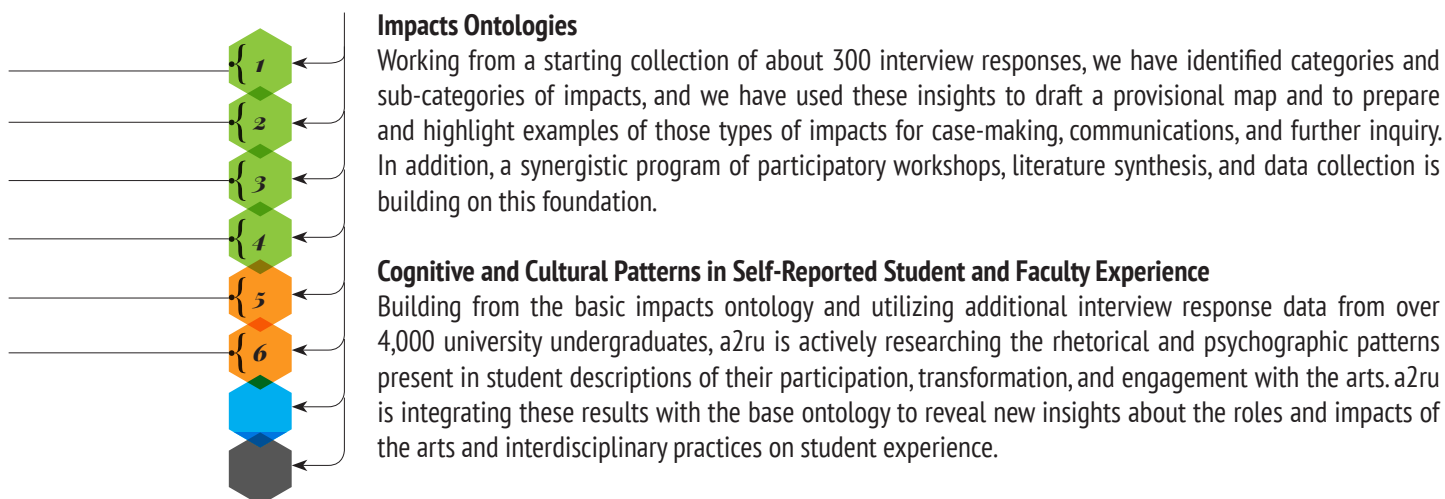 1
2
3
4
5
6
Impacts Ontologies
Working from a starting collection of about 300 interview responses, we have identified categories and
sub-categories of impacts, and we have used these insights to draft a provisional map and to prepare
and highlight examples of those types of impacts for case-making, communications, and further inquiry.
In addition, a synergistic program of participatory workshops, literature synthesis, and data collection is
building on this foundation.
Cognitive and Cultural Patterns in Self-Reported Student and Faculty Experience
Building from the basic impacts ontology and utilizing additional interview response data from over
4,000 university undergraduates, a2ru is actively researching the rhetorical and psychographic patterns
present in student descriptions of their participation, transformation, and engagement with the arts. a2ru
is integrating these results with the base ontology to reveal new insights about the roles and impacts of
the arts and interdisciplinary practices on student experience.